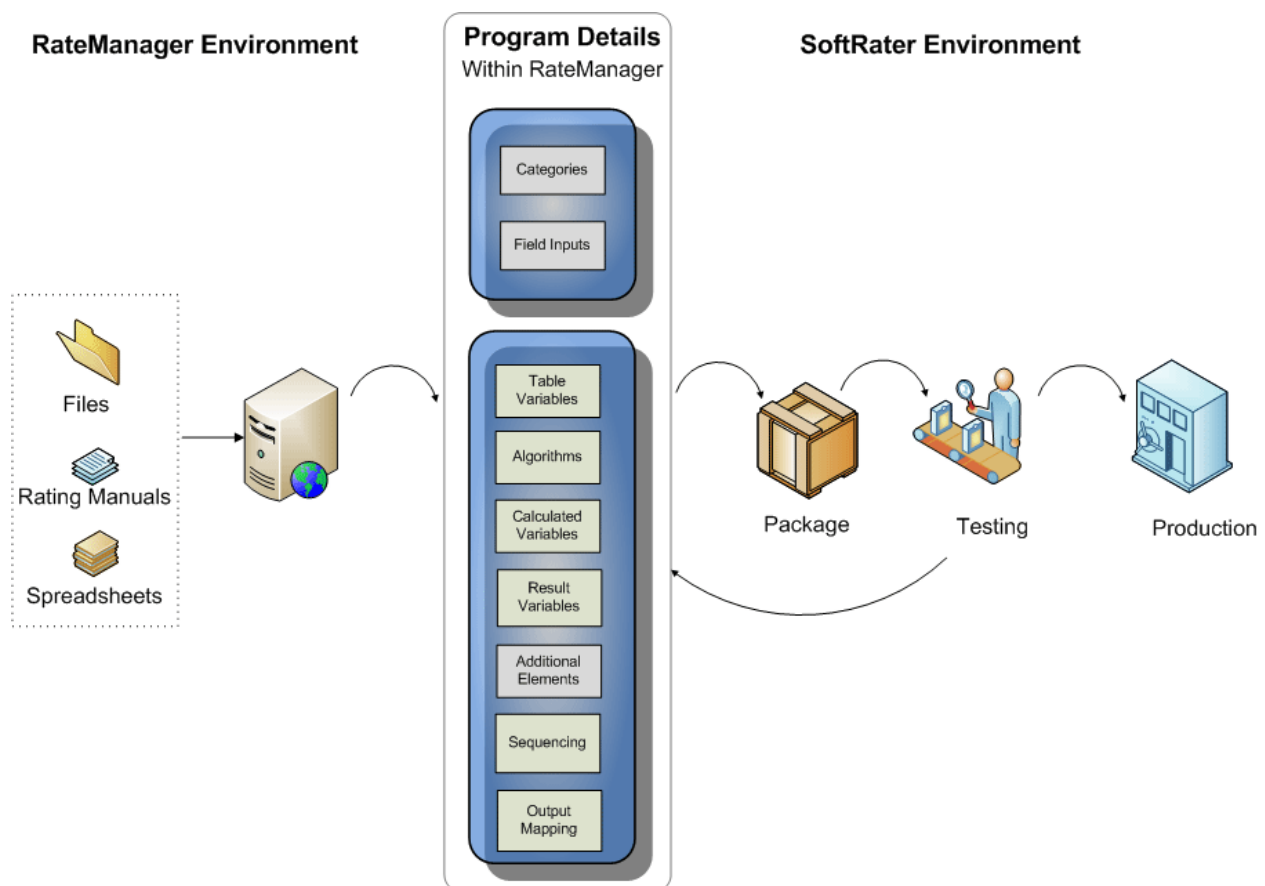 RateManager Environment
Program Details
Within RateManager
SoftRater Environment
Categories
Field Inputs
Files
Rating Manuals
Spreadsheets
Table
Variables
Algorithms
Calculated
Variables
Result
Variables
Additional
Elements
Sequencing
Output
Mapping
Package
Testing
Production